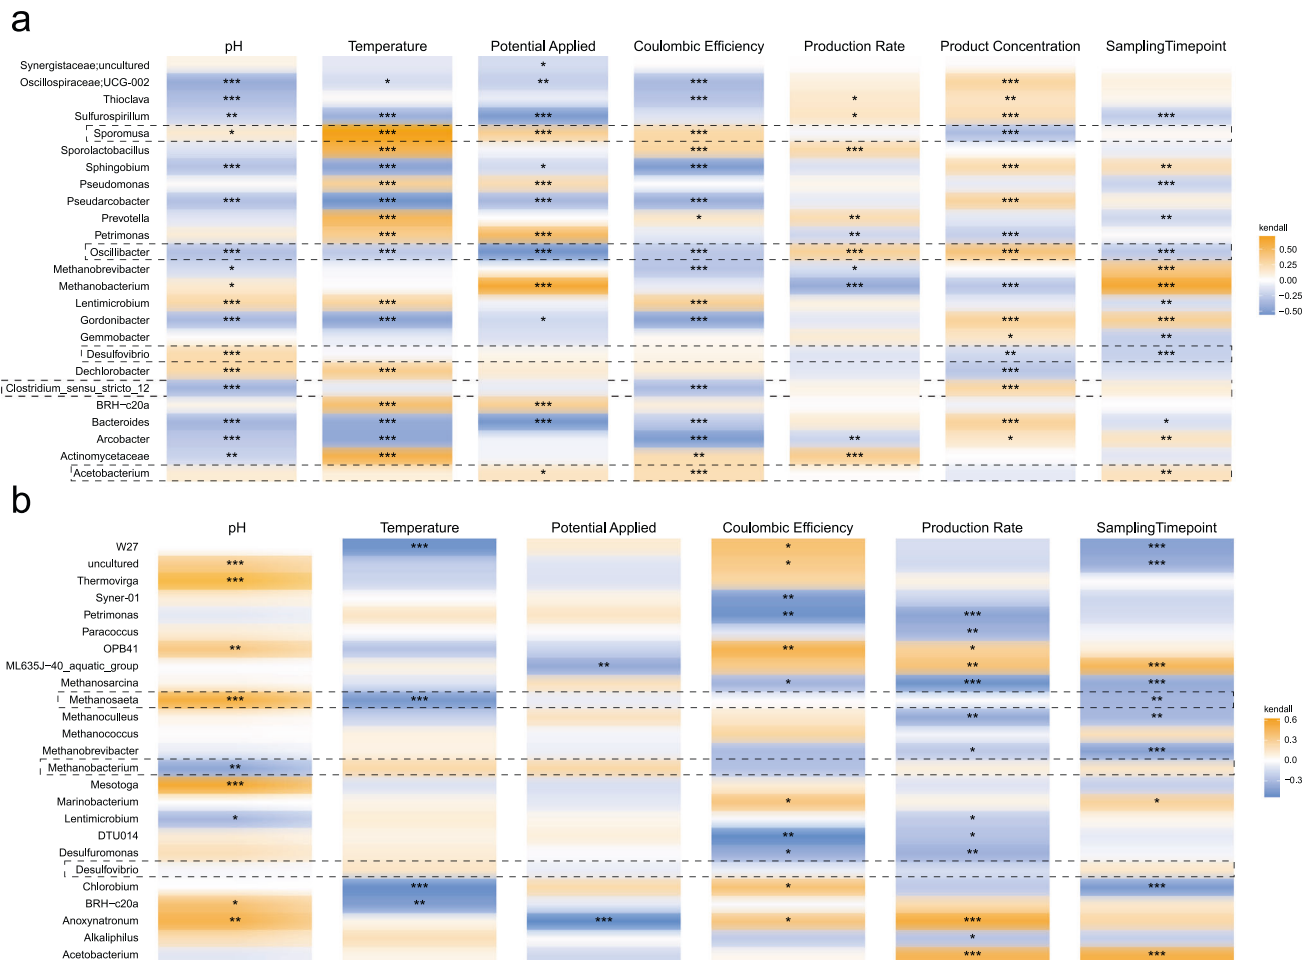 a
pH Temperature Potential Applied Coulombic Efficiency Production Rate Product Concentration SamplingTimepoint
Synergistaceae;uncultured *
Oscillospiraceae;UCG-002 *** * ** *** ***
Thioclava *** *** * **
Sulfurospirillum ** *** *** * *** ***
Sporomusa * *** *** *** ***
Sporolactobacillus *** *** ***
Sphingobium *** *** * *** *** **
Pseudomonas *** *** ***
Pseudarcobacter *** *** *** *** ***
Prevotella *** * ** **
Petrimonas *** *** ** ***
Oscillibacter *** *** *** *** *** *** ***
Methanobrevibacter * *** * ***
Methanobacterium * *** *** *** ***
Lentimicrobium *** *** *** **
Gordonibacter *** *** * *** *** ***
Gemmobacter * **
Desulfovibrio *** ** ***
Dechlorobacter *** *** ***
Clostridium_sensu_stricto_12 *** *** ***
BRH−c20a *** ***
Bacteroides *** *** *** *** *** *
Arcobacter *** *** *** ** * **
Actinomycetaceae ** *** ** ***
Acetobacterium * *** **
kendall
0.50
0.25
0.00
−0.25
−0.50
b
pH Temperature Potential Applied Coulombic Efficiency Production Rate SamplingTimepoint
W27 *** * ***
uncultured *** * ***
Thermovirga ***
Syner-01 **
Petrimonas ** ***
Paracoccus **
OPB41 ** ** *
ML635J−40_aquatic_group ** ** ***
Methanosarcina * *** ***
Methanosaeta *** *** **
Methanoculleus ** **
Methanococcus
Methanobrevibacter * ***
Methanobacterium **
Mesotoga ***
Marinobacterium * *
Lentimicrobium * *
DTU014 ** *
Desulfuromonas * **
Desulfovibrio
Chlorobium *** * ***
BRH−c20a * **
Anoxynatronum ** *** * ***
Alkaliphilus *
Acetobacterium *** ***
kendall
0.6
0.3
0.0
−0.3